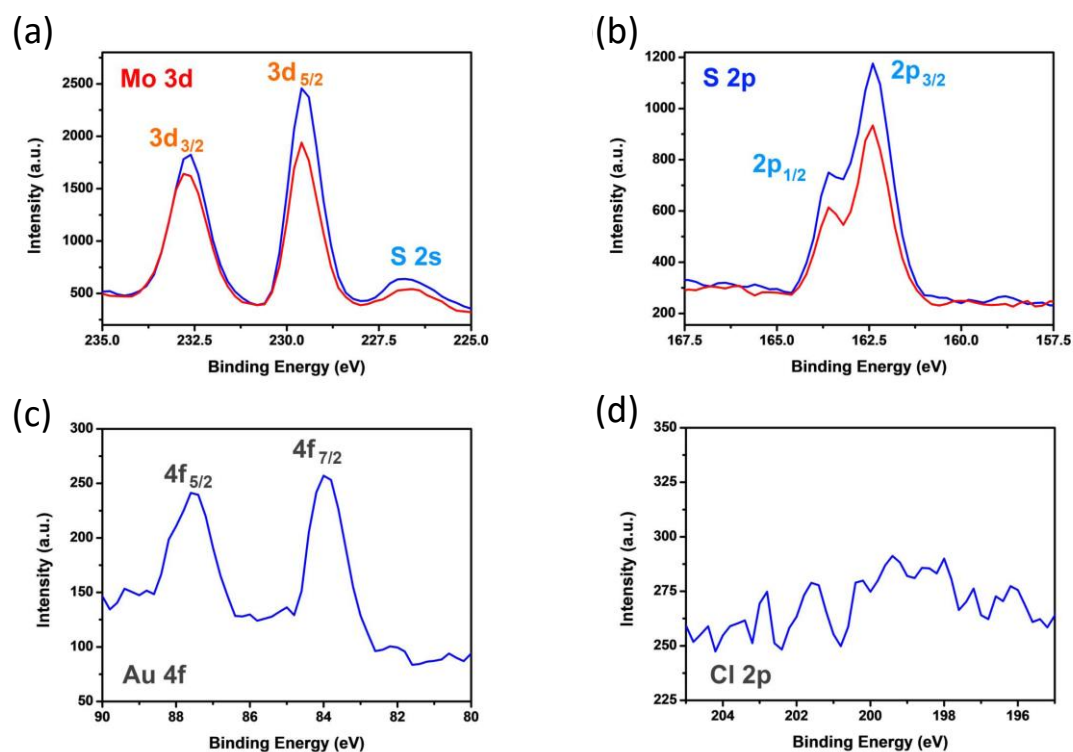 (a)
Mo 3d
3d3/2
3d5/2
S 2s
Intensity (a.u.)
2500
2000
1500
1000
500
235.0 232.5 230.0 227.5 225.0
Binding Energy (eV)
(b)
S 2p
2p1/2
2p3/2
Intensity (a.u.)
1200
1000
800
600
400
200
167.5 165.0 162.5 160.0 157.5
Binding Energy (eV)
(c)
4f5/2
4f7/2
Au 4f
Intensity (a.u.)
300
250
200
150
100
50
90 88 86 84 82 80
Binding Energy (eV)
(d)
Cl 2p
Intensity (a.u.)
350
325
300
275
250
225
204 202 200 198 196
Binding Energy (eV)